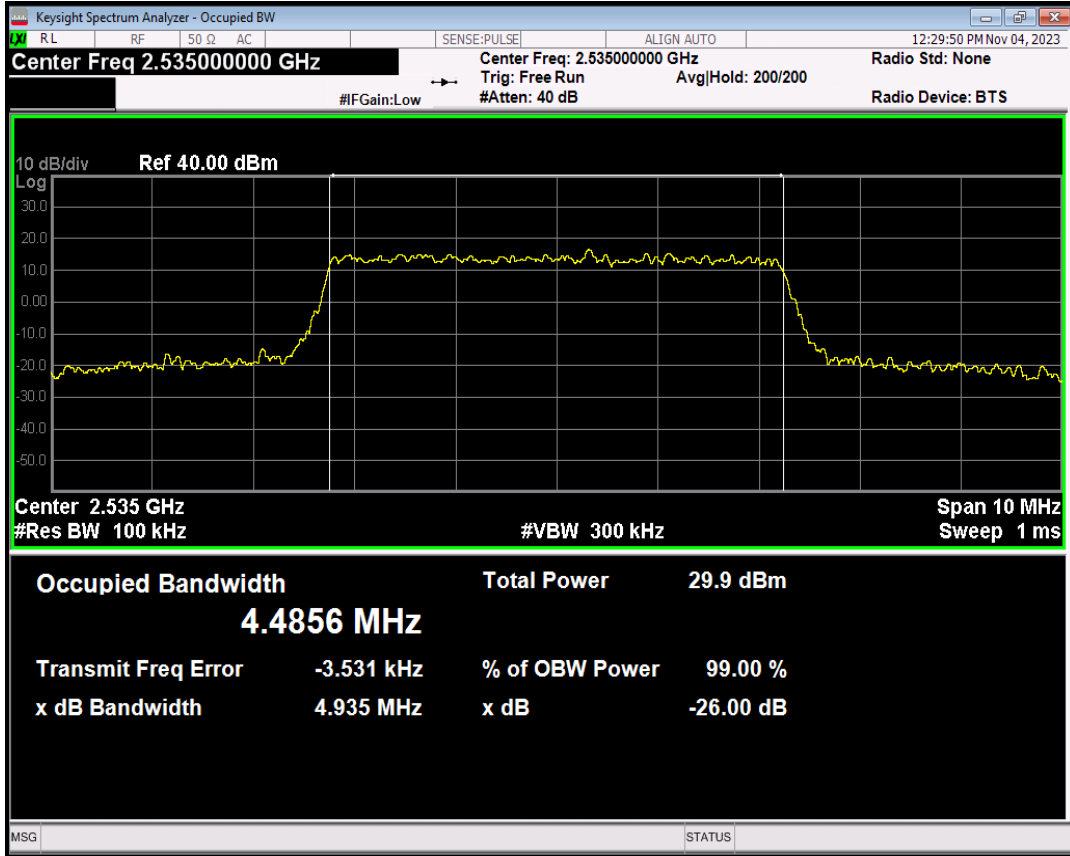 Keysight Spectrum Analyzer - Occupied BW
LXI RL RF 50 Ω AC SENSE:PULSE ALIGN AUTO 12:29:50 PM Nov 04, 2023
Center Freq 2.535000000 GHz
Center Freq: 2.535000000 GHz
Radio Std: None
Trig: Free Run Avg|Hold: 200/200
#IFGain:Low
#Atten: 40 dB
Radio Device: BTS
10 dB/div Ref 40.00 dBm
Log
30.0
20.0
10.0
0.00
-10.0
-20.0
-30.0
-40.0
-50.0
Center 2.535 GHz Span 10 MHz
#Res BW 100 kHz #VBW 300 kHz Sweep 1 ms
Occupied Bandwidth Total Power 29.9 dBm
4.4856 MHz
Transmit Freq Error -3.531 kHz % of OBW Power 99.00 %
x dB Bandwidth 4.935 MHz x dB -26.00 dB
MSG STATUS